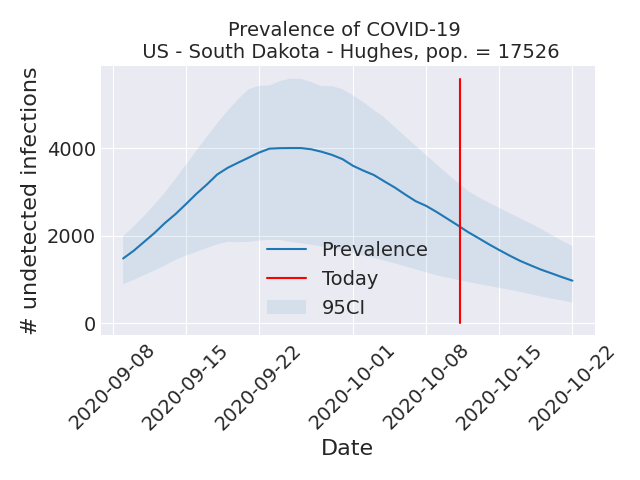 Prevalence of COVID-19
US - South Dakota - Hughes, pop. = 17526
# undetected infections
4000
2000
0
Prevalence
Today
95CI
2020-09-08
2020-09-15
2020-09-22
2020-10-01
2020-10-08
2020-10-15
2020-10-22
Date